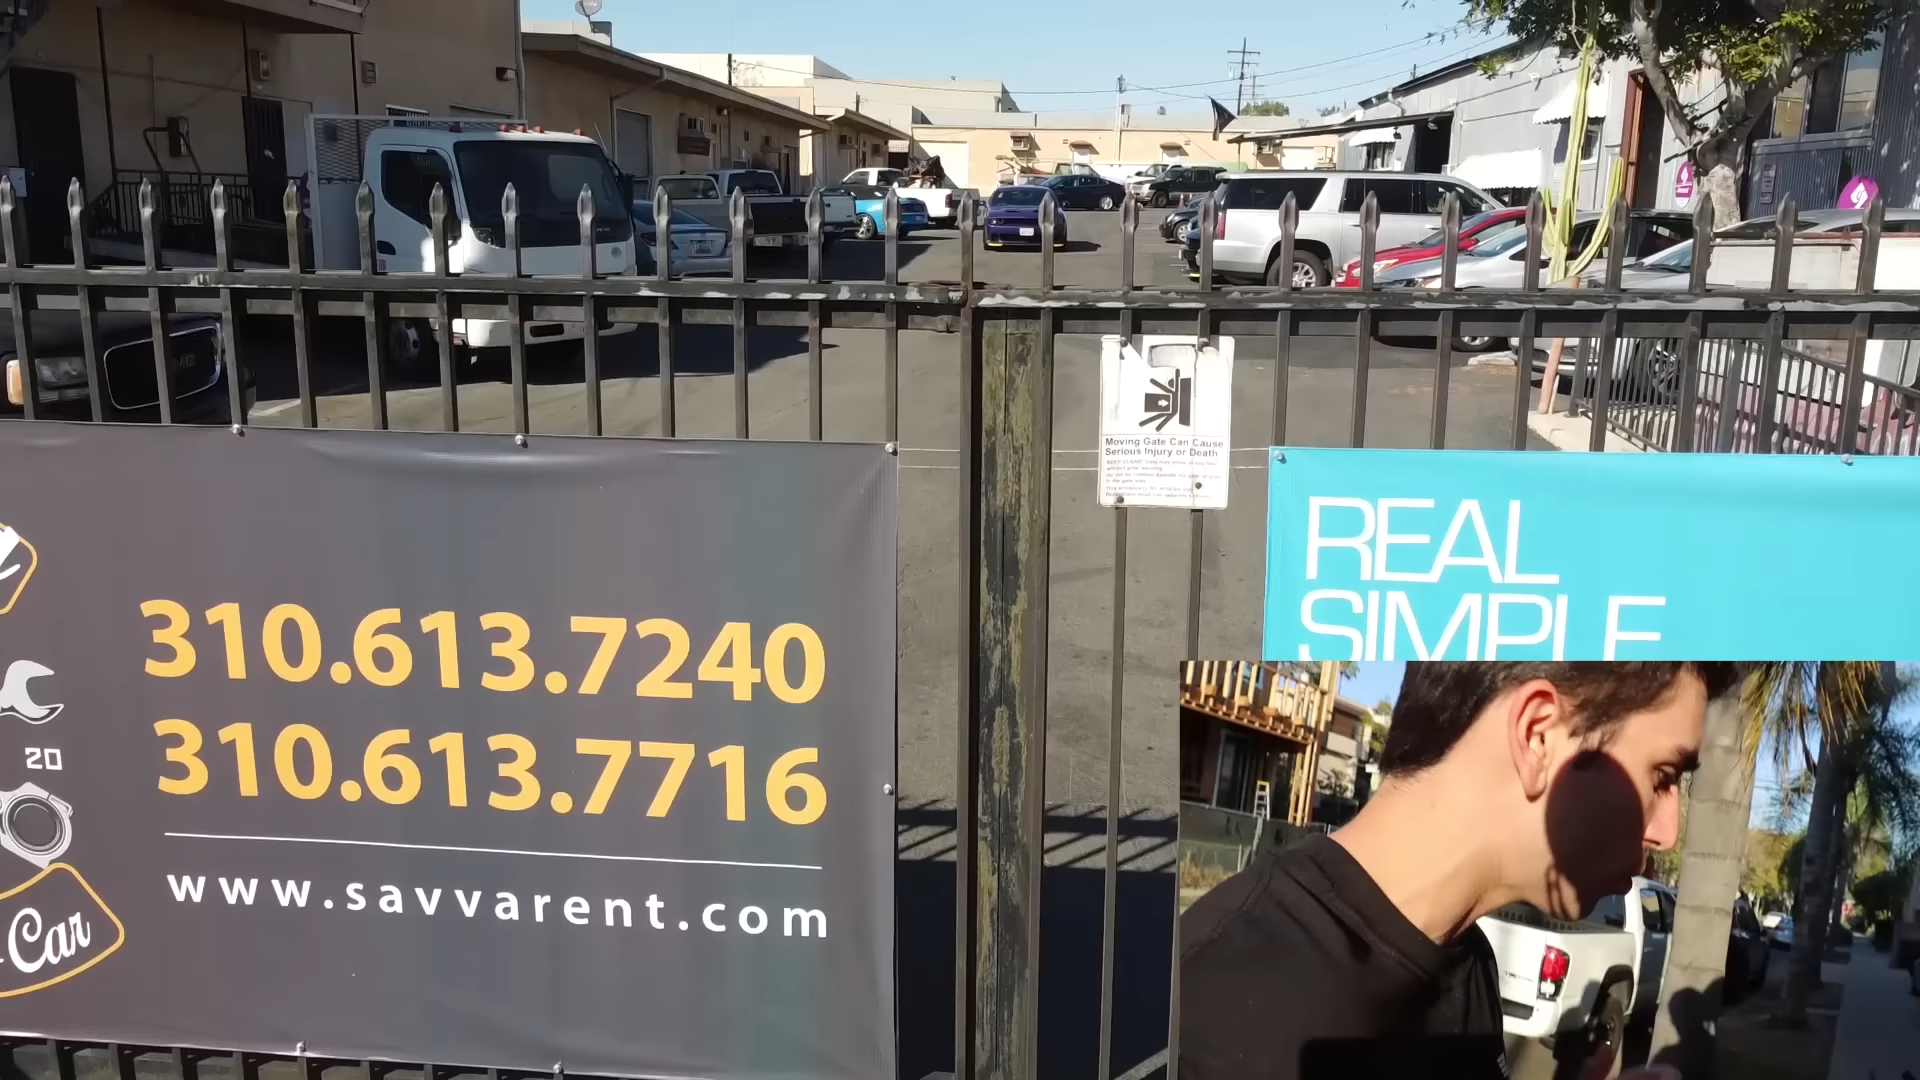 310.613.7240
310.613.7716
www.savvarent.com
20
Car
Moving Gate Can Cause
Serious Injury or Death
REAL
SIMPLE